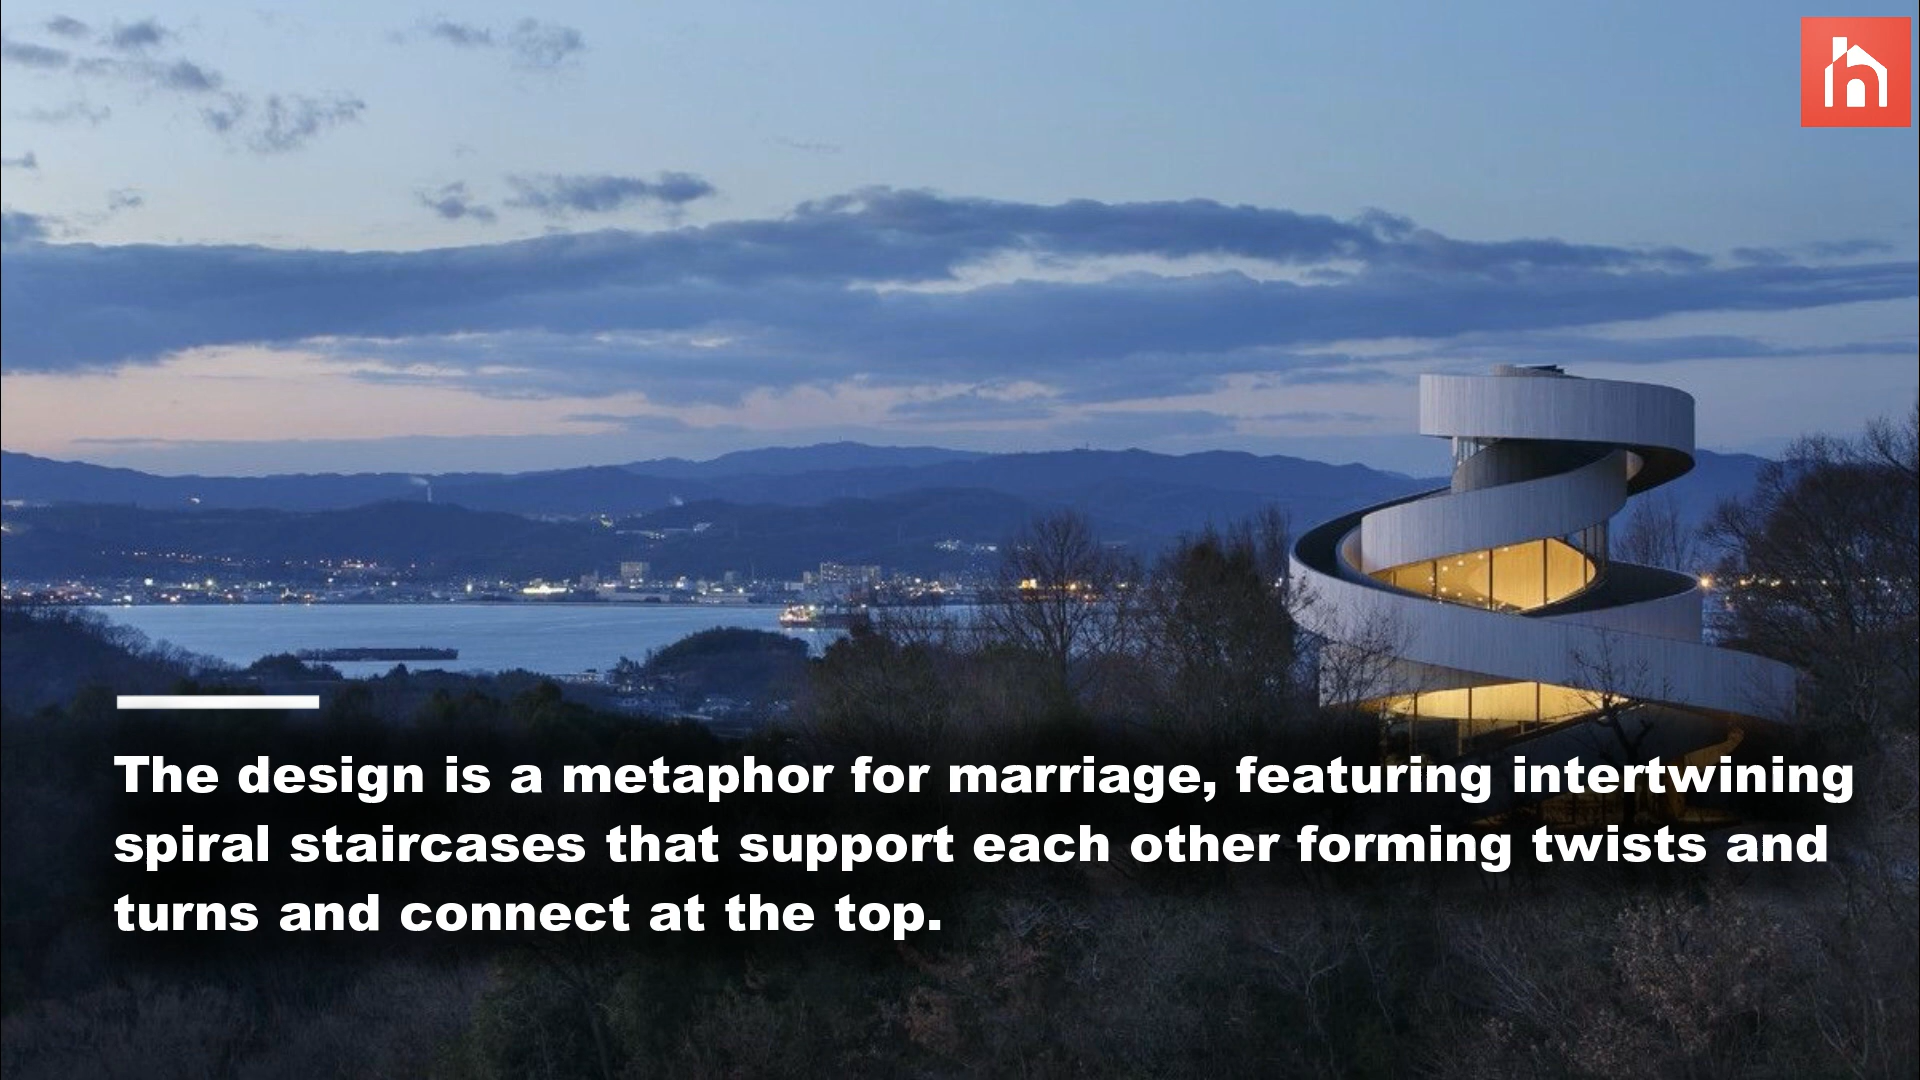 The design is a metaphor for marriage, featuring intertwining
spiral staircases that support each other forming twists and
turns and connect at the top.